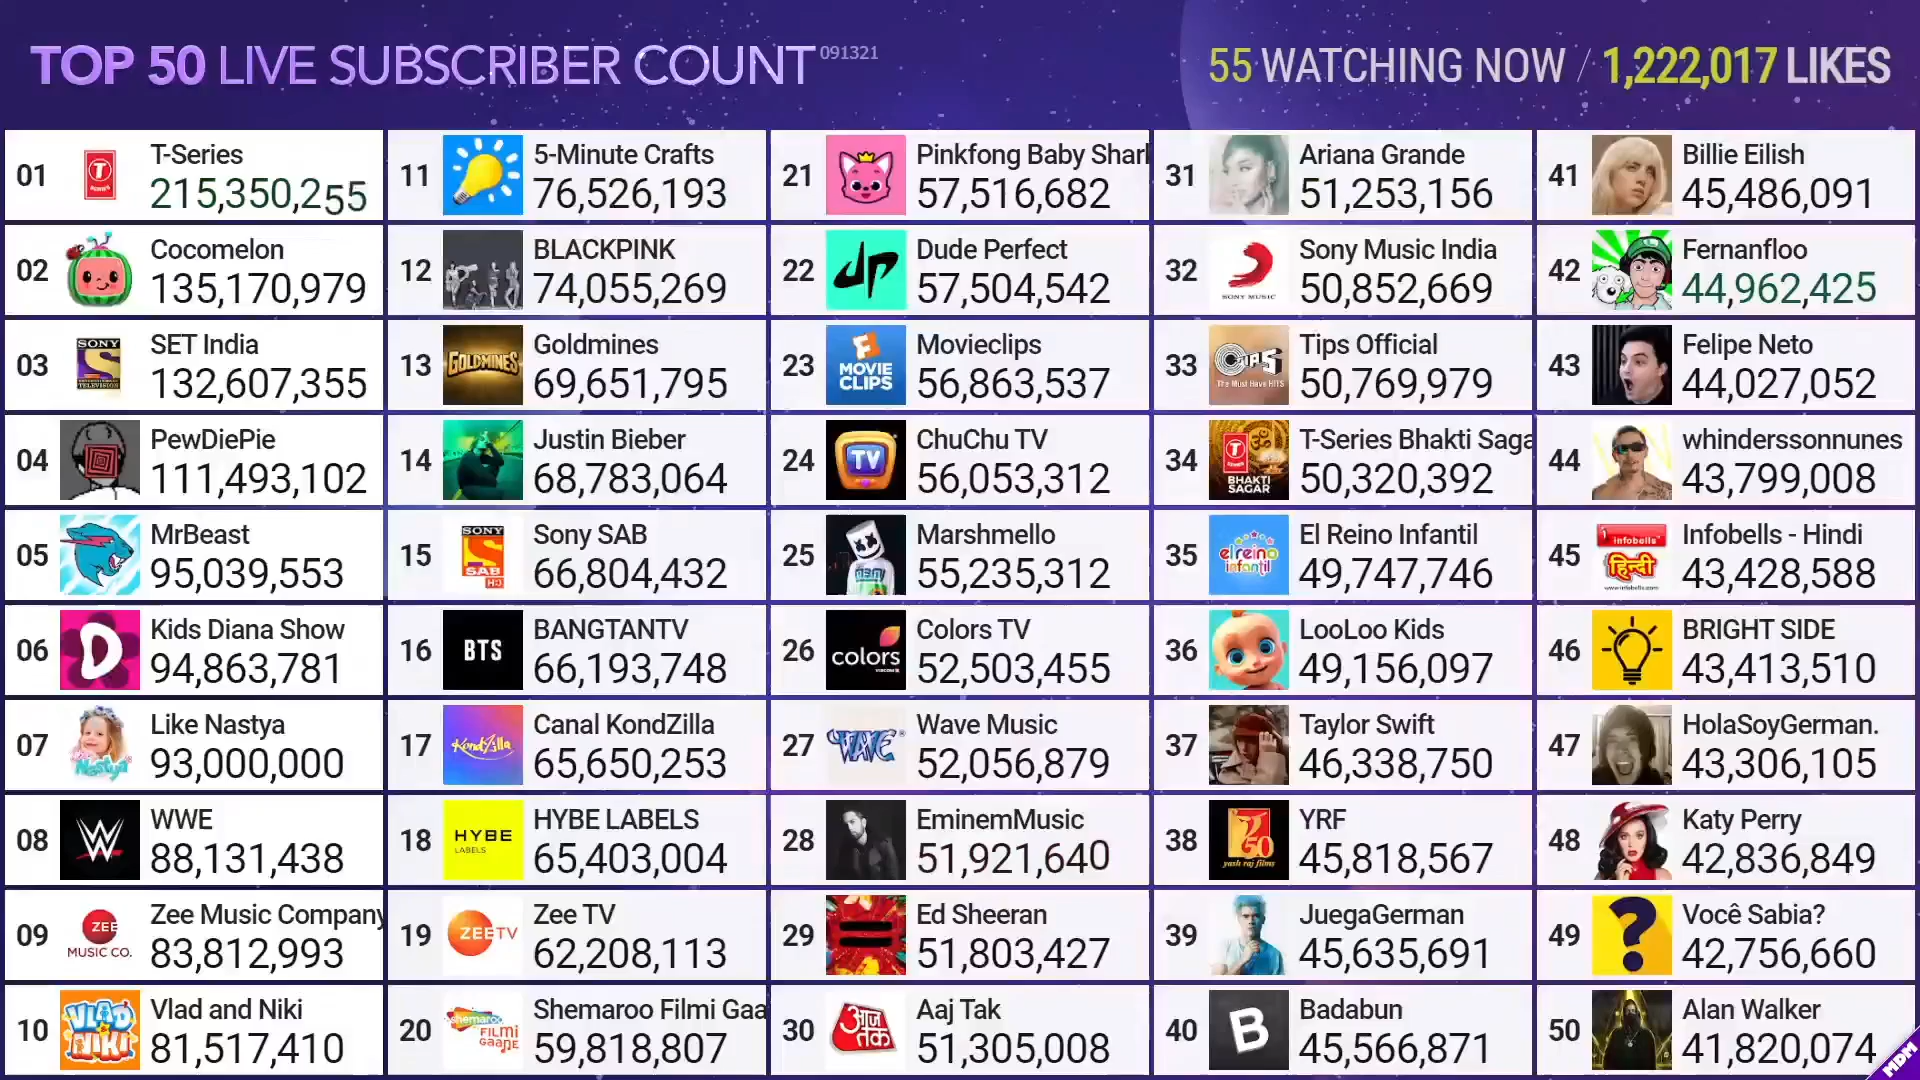 TOP 50 LIVE SUBSCRIBER COUNT 091321
55 WATCHING NOW / 1,222,017 LIKES
01 T-Series
215,350,255
02 Cocomelon
135,170,979
03 SET India
132,607,355
04 PewDiePie
111,493,102
05 MrBeast
95,039,553
06 Kids Diana Show
94,863,781
07 Like Nastya
93,000,000
08 WWE
88,131,438
09 Zee Music Company
83,812,993
10 Vlad and Niki
81,517,410
11 5-Minute Crafts
76,526,193
12 BLACKPINK
74,055,269
13 Goldmines
69,651,795
14 Justin Bieber
68,783,064
15 Sony SAB
66,804,432
16 BANGTANTV
66,193,748
17 Canal KondZilla
65,650,253
18 HYBE LABELS
65,403,004
19 Zee TV
62,208,113
20 Shemaroo Filmi Gaa
59,818,807
21 Pinkfong Baby Shar
57,516,682
22 Dude Perfect
57,504,542
23 Movieclips
56,863,537
24 ChuChu TV
56,053,312
25 Marshmello
55,235,312
26 Colors TV
52,503,455
27 Wave Music
52,056,879
28 EminemMusic
51,921,640
29 Ed Sheeran
51,803,427
30 Aaj Tak
51,305,008
31 Ariana Grande
51,253,156
32 Sony Music India
50,852,669
33 Tips Official
50,769,979
34 T-Series Bhakti Saga
50,320,392
35 El Reino Infantil
49,747,746
36 LooLoo Kids
49,156,097
37 Taylor Swift
46,338,750
38 YRF
45,818,567
39 JuegaGerman
45,635,691
40 Badabun
45,566,871
41 Billie Eilish
45,486,091
42 Fernanfloo
44,962,425
43 Felipe Neto
44,027,052
44 whinderssonnunes
43,799,008
45 Infobells - Hindi
43,428,588
46 BRIGHT SIDE
43,413,510
47 HolaSoyGerman.
43,306,105
48 Katy Perry
42,836,849
49 Você Sabia?
42,756,660
50 Alan Walker
41,820,074
MDM